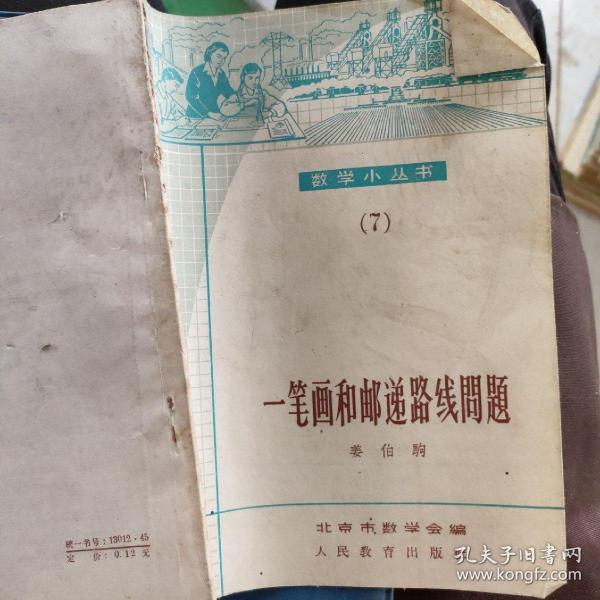 数学小丛书
(7)
一笔画和邮递路线問題
姜伯駒
北京市数学会編
人民教育出版
統一书号：13012·45
定价：0.12元
孔夫子旧书网
www.kongfz.com